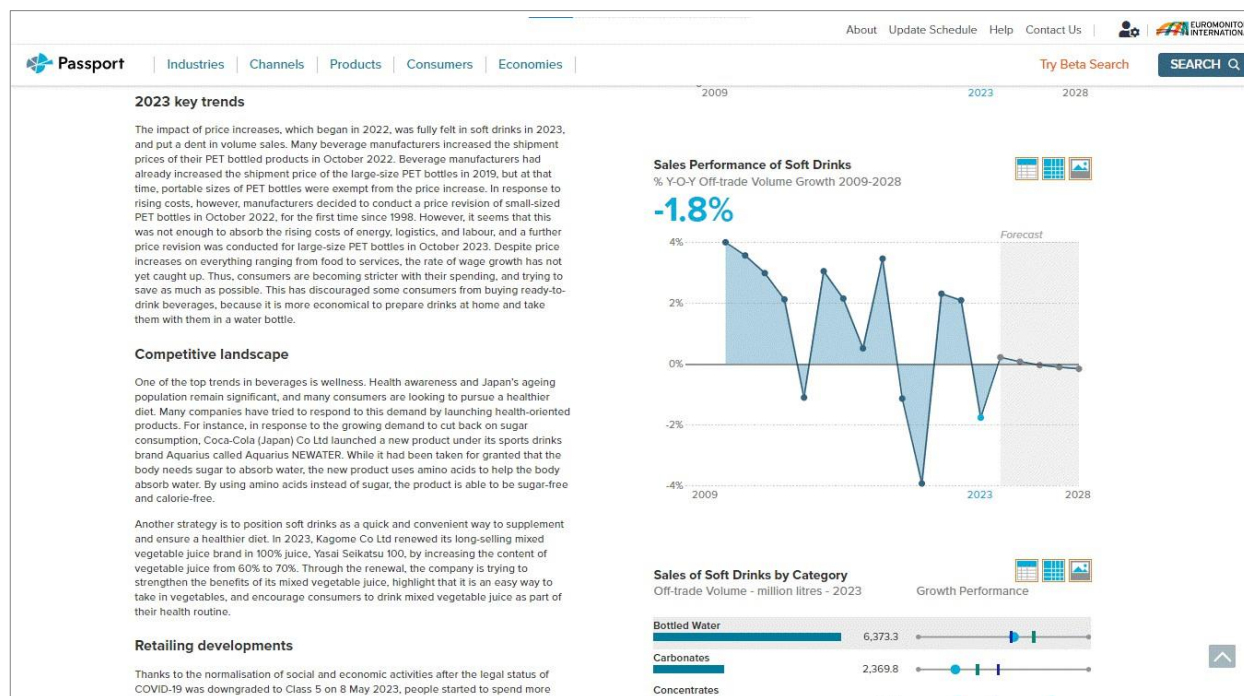 About Update Schedule Help Contact Us
EUROMONITOR
INTERNATIONAL
Passport
Industries Channels Products Consumers Economies
Try Beta Search
SEARCH
2023 key trends
The impact of price increases, which began in 2022, was fully felt in soft drinks in 2023,
and put a dent in volume sales. Many beverage manufacturers increased the shipment
prices of their PET bottled products in October 2022. Beverage manufacturers had
already increased the shipment price of the large-size PET bottles in 2019, but at that
time, portable sizes of PET bottles were exempt from the price increase. In response to
rising costs, however, manufacturers decided to conduct a price revision of small-sized
PET bottles in October 2022, for the first time since 1998. However, it seems that this
was not enough to absorb the rising costs of energy, logistics, and labour, and a further
price revision was conducted for large-size PET bottles in October 2023. Despite price
increases on everything ranging from food to services, the rate of wage growth has not
yet caught up. Thus, consumers are becoming stricter with their spending, and trying to
save as much as possible. This has discouraged some consumers from buying ready-to-
drink beverages, because it is more economical to prepare drinks at home and take
them with them in a water bottle.
Competitive landscape
One of the top trends in beverages is wellness. Health awareness and Japan's ageing
population remain significant, and many consumers are looking to pursue a healthier
diet. Many companies have tried to respond to this demand by launching health-oriented
products. For instance, in response to the growing demand to cut back on sugar
consumption, Coca-Cola (Japan) Co Ltd launched a new product under its sports drinks
brand Aquarius called Aquarius NEWATER. While it had been taken for granted that the
body needs sugar to absorb water, the new product uses amino acids to help the body
absorb water. By using amino acids instead of sugar, the product is able to be sugar-free
and calorie-free.
Another strategy is to position soft drinks as a quick and convenient way to supplement
and ensure a healthier diet. In 2023, Kagome Co Ltd renewed its long-selling mixed
vegetable juice brand in 100% juice, Yasai Seikatsu 100, by increasing the content of
vegetable juice from 60% to 70%. Through the renewal, the company is trying to
strengthen the benefits of its mixed vegetable juice, highlight that it is an easy way to
take in vegetables, and encourage consumers to drink mixed vegetable juice as part of
their health routine.
Retailing developments
Thanks to the normalisation of social and economic activities after the legal status of
COVID-19 was downgraded to Class 5 on 8 May 2023, people started to spend more
2009 2023 2028
Sales Performance of Soft Drinks
% Y-O-Y Off-trade Volume Growth 2009-2028
-1.8%
Forecast
4%
2%
0%
-2%
-4%
2009 2023 2028
Sales of Soft Drinks by Category
Off-trade Volume - million litres - 2023 Growth Performance
Bottled Water
6,373.3
Carbonates
2,369.8
Concentrates